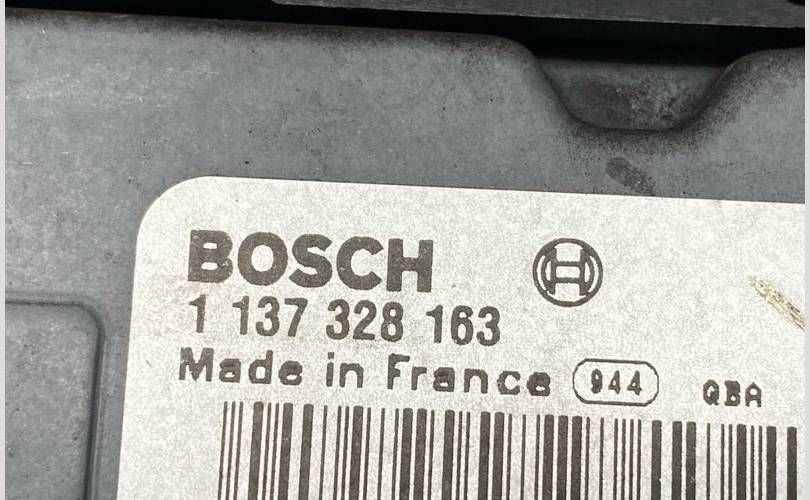 BOSCH
1 137 328 163
Made in France 944 QBA